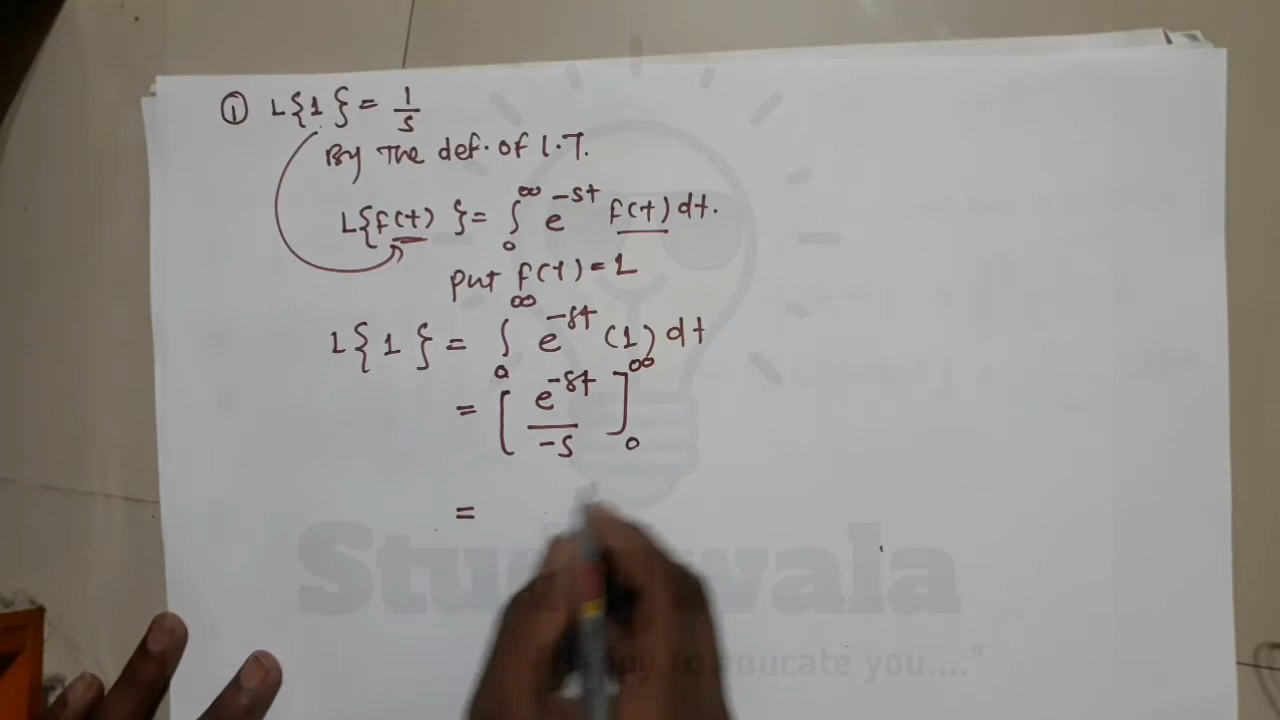 ① L{1} = 1/s
By The def. of L.T.
L{f(t)} = ∫₀^∞ e^{-st} f(t) dt.
put f(t) = 1
L{1} = ∫₀^∞ e^{-st} (1) dt
= [e^{-st}/-s]₀^∞
=